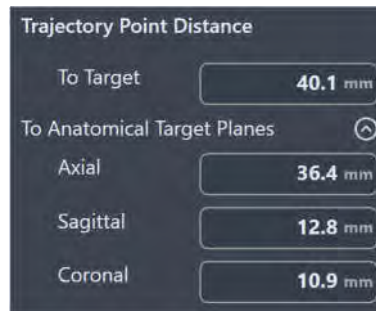 Trajectory Point Distance
To Target 40.1 mm
To Anatomical Target Planes
Axial 36.4 mm
Sagittal 12.8 mm
Coronal 10.9 mm